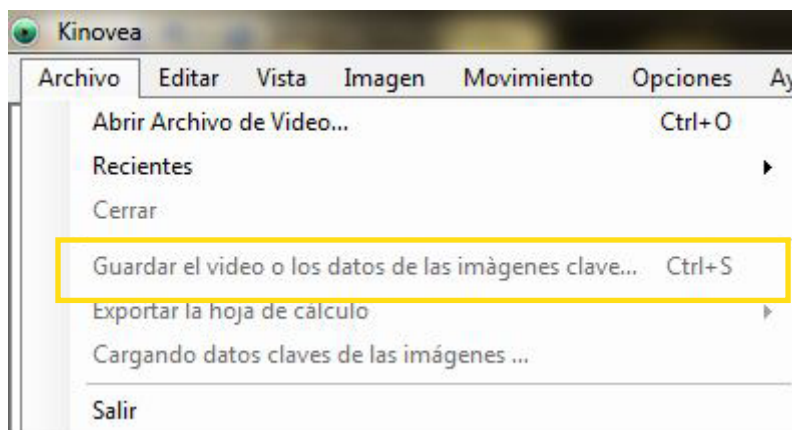 Kinovea
Archivo Editar Vista Imagen Movimiento Opciones Ay
Abrir Archivo de Video... Ctrl+O
Recientes
Cerrar
Guardar el video o los datos de las imàgenes clave... Ctrl+S
Exportar la hoja de cálculo
Cargando datos claves de las imágenes ...
Salir